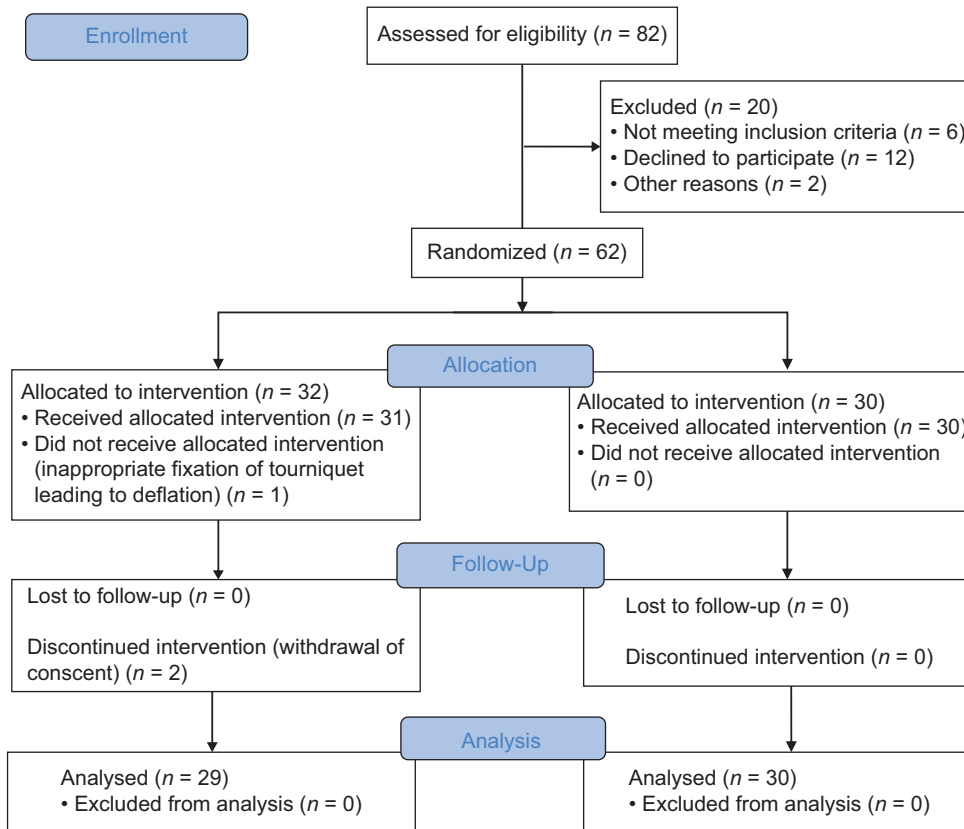 Enrollment
Assessed for eligibility (n = 82)
Excluded (n = 20)
• Not meeting inclusion criteria (n = 6)
• Declined to participate (n = 12)
• Other reasons (n = 2)
Randomized (n = 62)
Allocation
Allocated to intervention (n = 32)
• Received allocated intervention (n = 31)
• Did not receive allocated intervention
(inappropriate fixation of tourniquet
leading to deflation) (n = 1)
Allocated to intervention (n = 30)
• Received allocated intervention (n = 30)
• Did not receive allocated intervention
(n = 0)
Follow-Up
Lost to follow-up (n = 0)
Discontinued intervention (withdrawal of
conscent) (n = 2)
Lost to follow-up (n = 0)
Discontinued intervention (n = 0)
Analysis
Analysed (n = 29)
• Excluded from analysis (n = 0)
Analysed (n = 30)
• Excluded from analysis (n = 0)